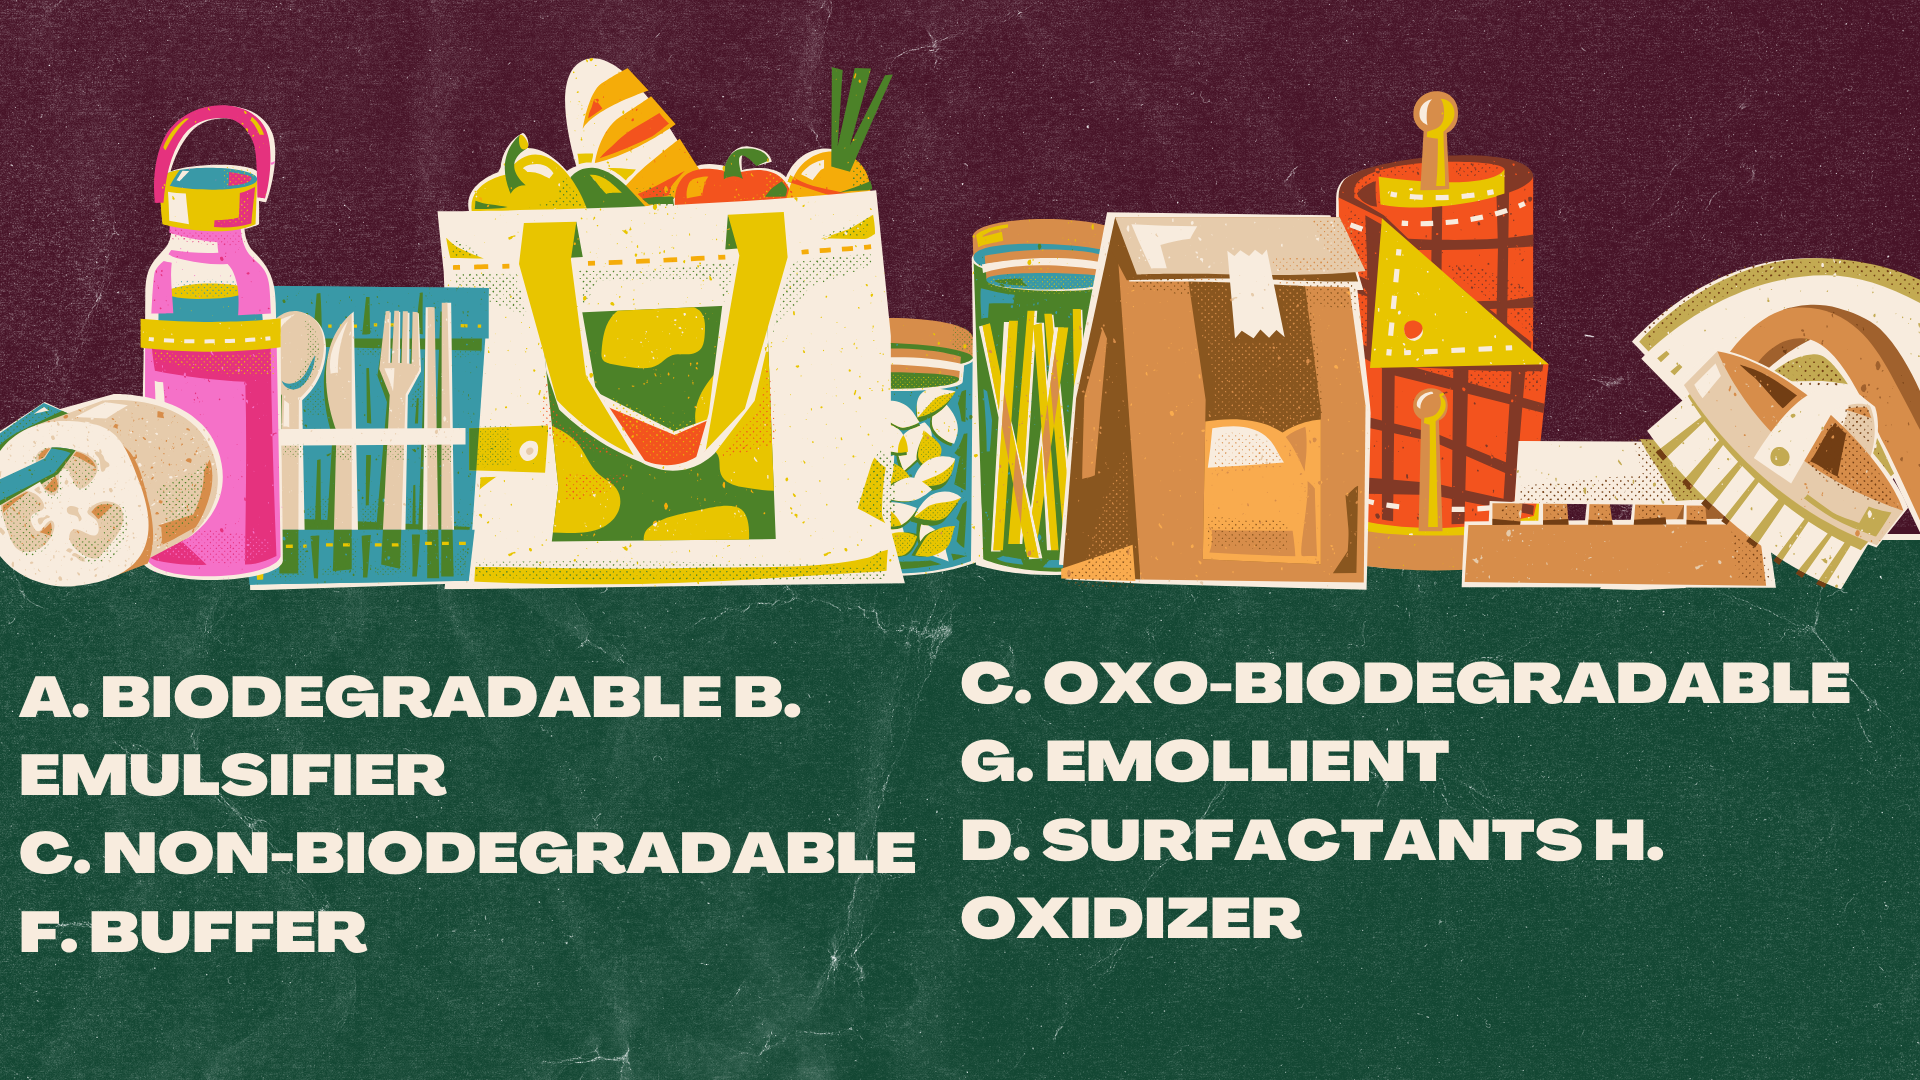 A. BIODEGRADABLE B.
EMULSIFIER
C. NON-BIODEGRADABLE
F. BUFFER
C. OXO-BIODEGRADABLE
G. EMOLLIENT
D. SURFACTANTS H.
OXIDIZER